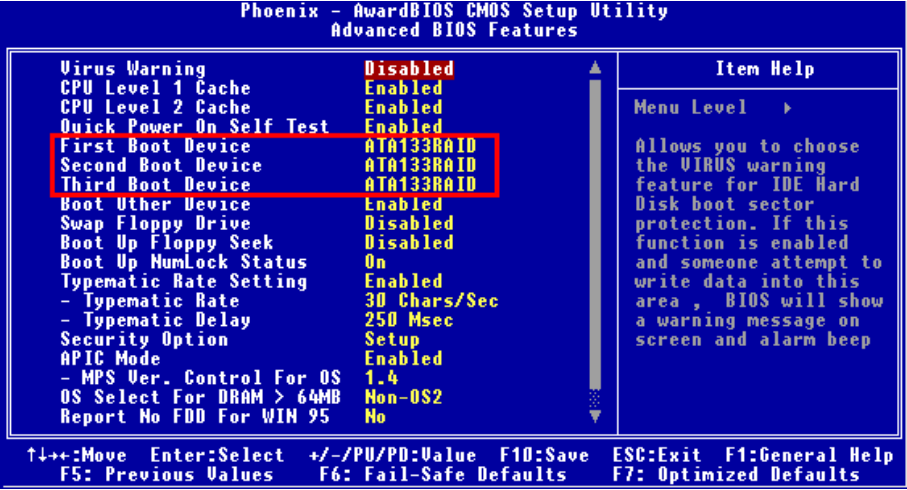 Phoenix - AwardBIOS CMOS Setup Utility
Advanced BIOS Features
Virus Warning Disabled
CPU Level 1 Cache Enabled
CPU Level 2 Cache Enabled
Quick Power On Self Test Enabled
First Boot Device ATA133RAID
Second Boot Device ATA133RAID
Third Boot Device ATA133RAID
Boot Other Device Enabled
Swap Floppy Drive Disabled
Boot Up Floppy Seek Disabled
Boot Up NumLock Status On
Typematic Rate Setting Enabled
- Typematic Rate 30 Chars/Sec
- Typematic Delay 250 Msec
Security Option Setup
APIC Mode Enabled
- MPS Ver. Control For OS 1.4
OS Select For DRAM > 64MB Non-OS2
Report No FDD For WIN 95 No
Item Help
Menu Level ▸
Allows you to choose
the VIRUS warning
feature for IDE Hard
Disk boot sector
protection. If this
function is enabled
and someone attempt to
write data into this
area , BIOS will show
a warning message on
screen and alarm beep
↑↓→←:Move Enter:Select +/-/PU/PD:Value F10:Save ESC:Exit F1:General Help
F5: Previous Values F6: Fail-Safe Defaults F7: Optimized Defaults